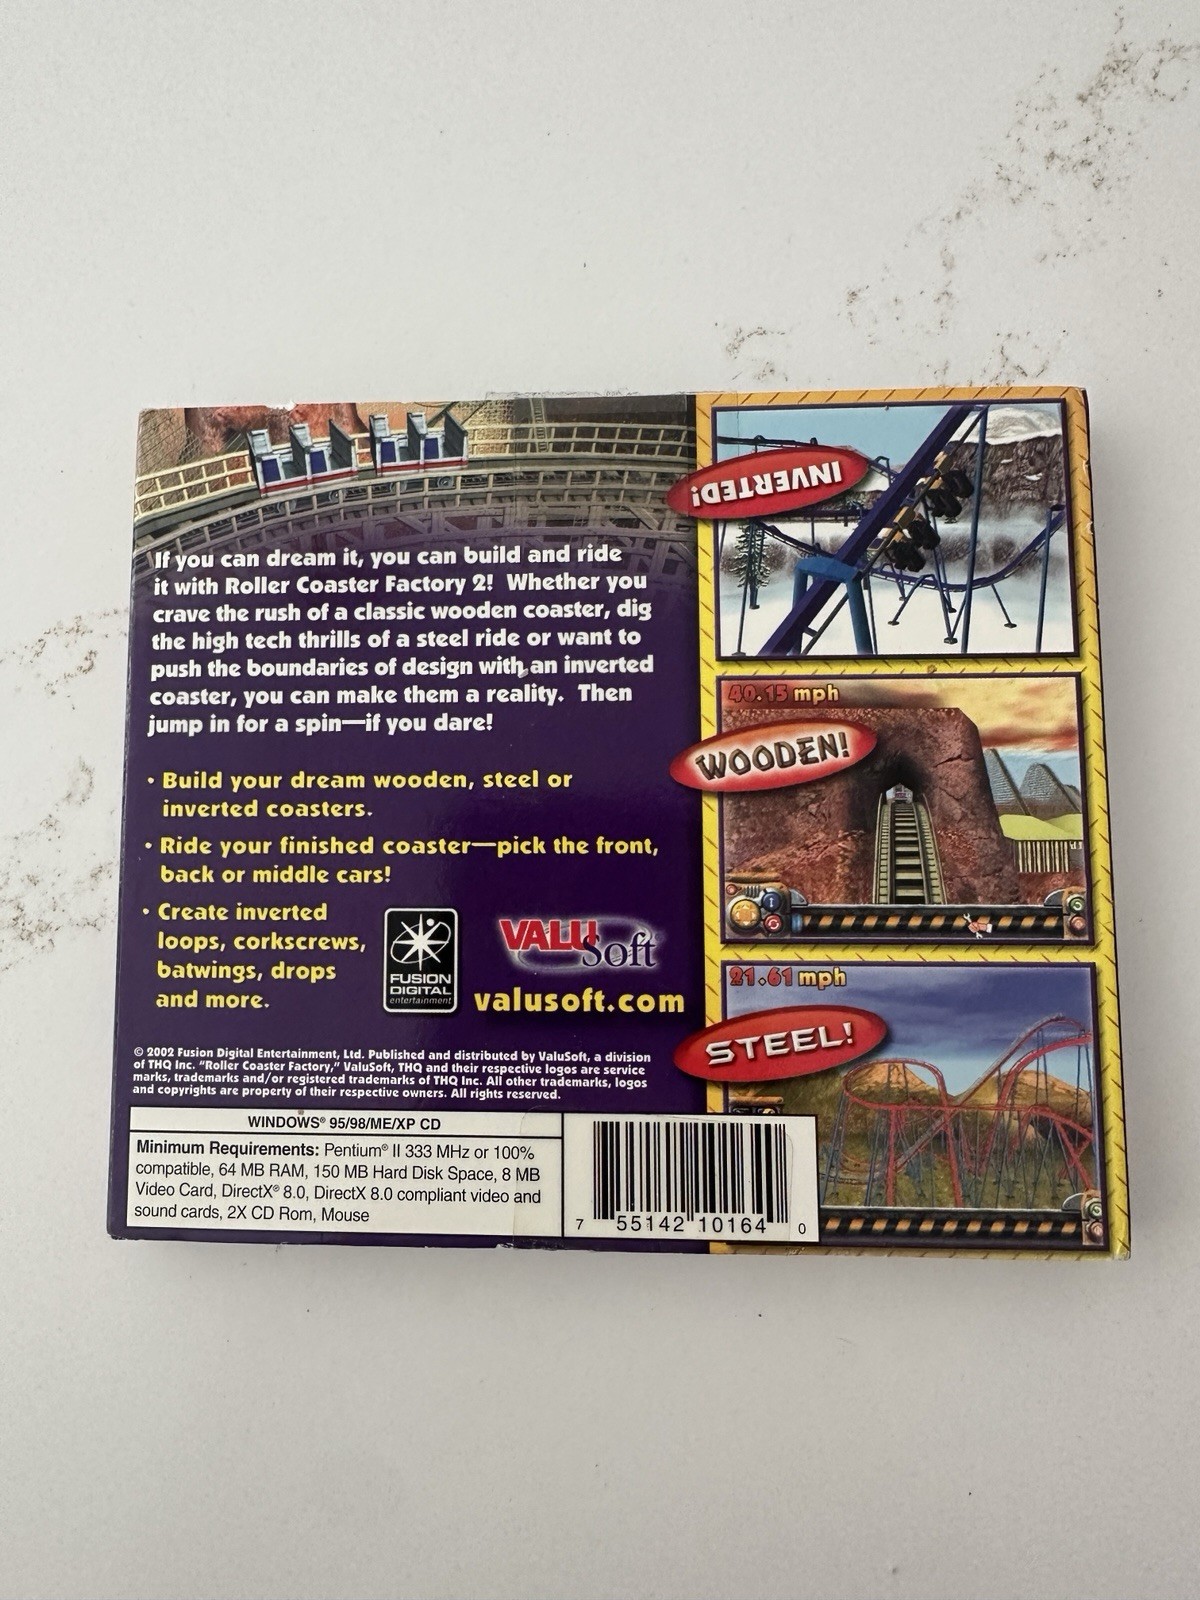 If you can dream it, you can build and ride
it with Roller Coaster Factory 2! Whether you
crave the rush of a classic wooden coaster, dig
the high tech thrills of a steel ride or want to
push the boundaries of design with an inverted
coaster, you can make them a reality. Then
jump in for a spin—if you dare!
• Build your dream wooden, steel or
inverted coasters.
• Ride your finished coaster—pick the front,
back or middle cars!
• Create inverted
loops, corkscrews,
batwings, drops
and more.
FUSION
DIGITAL
entertainment
VALU
Soft
valusoft.com
© 2002 Fusion Digital Entertainment, Ltd. Published and distributed by ValuSoft, a division
of THQ Inc. “Roller Coaster Factory,” ValuSoft, THQ and their respective logos are service
marks, trademarks and/or registered trademarks of THQ Inc. All other trademarks, logos
and copyrights are property of their respective owners. All rights reserved.
WINDOWS® 95/98/ME/XP CD
Minimum Requirements: Pentium® II 333 MHz or 100%
compatible, 64 MB RAM, 150 MB Hard Disk Space, 8 MB
Video Card, DirectX® 8.0, DirectX 8.0 compliant video and
sound cards, 2X CD Rom, Mouse
7 55142 10164 0
INVERTED!
40.15 mph
WOODEN!
21.61 mph
STEEL!